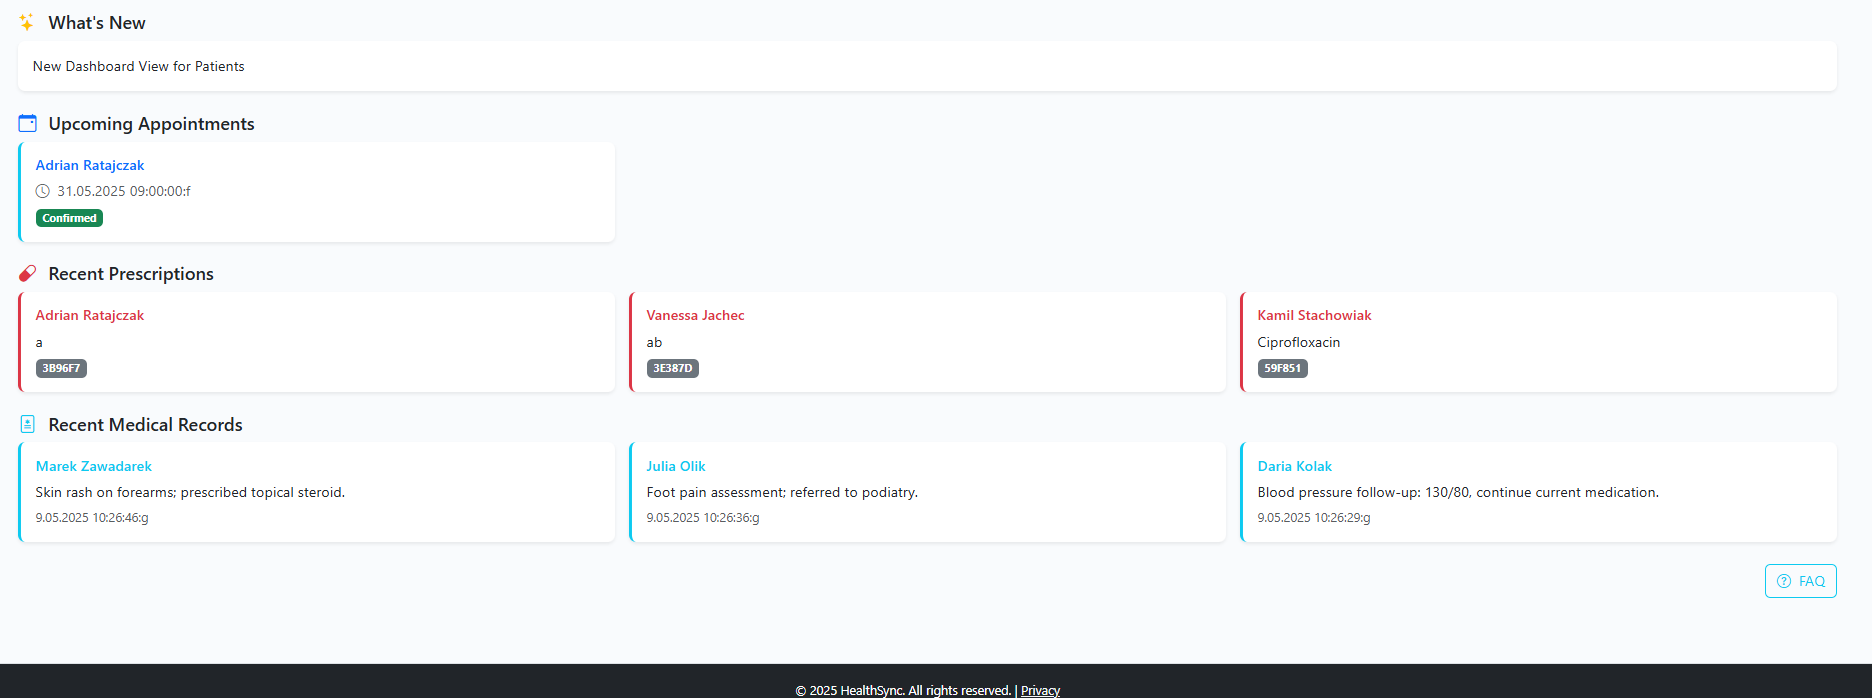 What's New
New Dashboard View for Patients
Upcoming Appointments
Adrian Ratajczak
31.05.2025 09:00:00:f
Confirmed
Recent Prescriptions
Adrian Ratajczak
a
3B96F7
Vanessa Jachec
ab
3E387D
Kamil Stachowiak
Ciprofloxacin
59F851
Recent Medical Records
Marek Zawadarek
Skin rash on forearms; prescribed topical steroid.
9.05.2025 10:26:46:g
Julia Olik
Foot pain assessment; referred to podiatry.
9.05.2025 10:26:36:g
Daria Kolak
Blood pressure follow-up: 130/80, continue current medication.
9.05.2025 10:26:29:g
FAQ
© 2025 HealthSync. All rights reserved. | Privacy